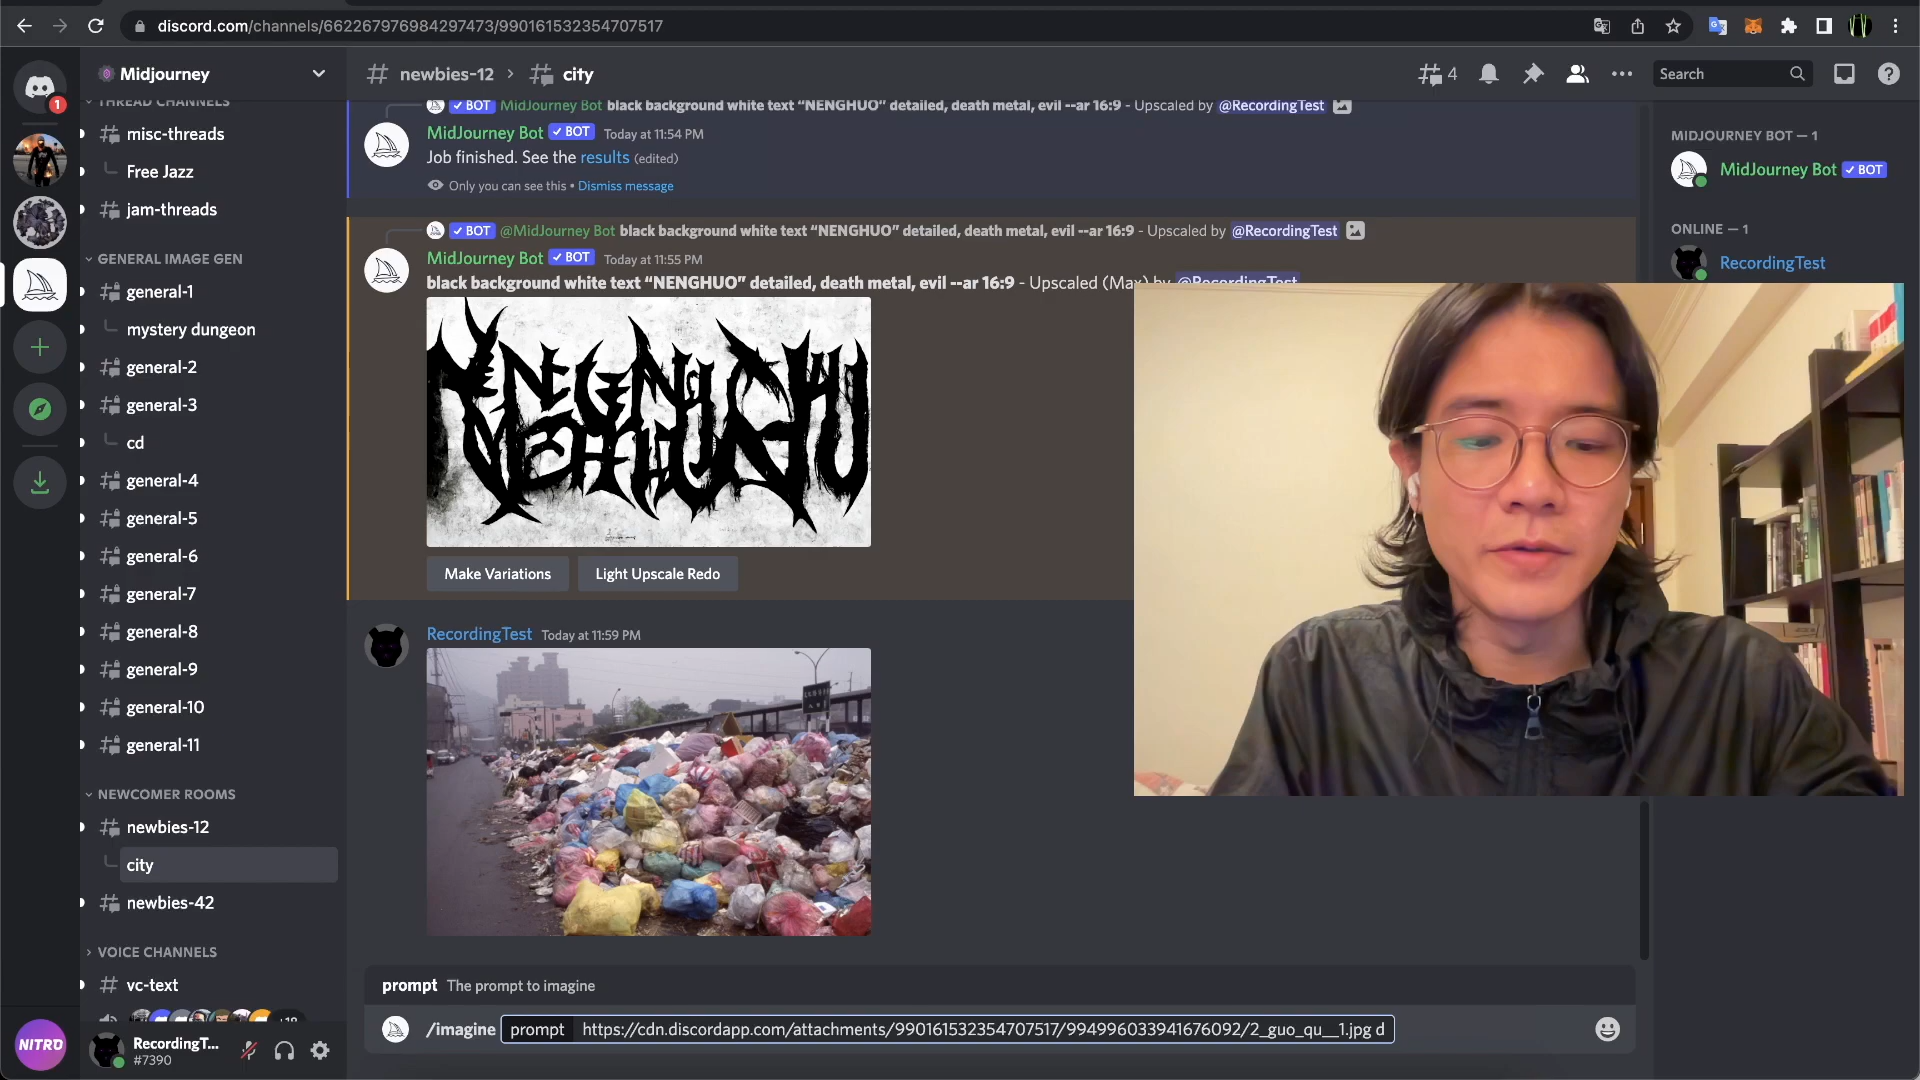 discord.com/channels/662267976984297473/990161532354707517
Midjourney
newbies-12 > city
4
Search
1
THREAD CHANNELS
misc-threads
Free Jazz
jam-threads
GENERAL IMAGE GEN
general-1
mystery dungeon
general-2
general-3
cd
general-4
general-5
general-6
general-7
general-8
general-9
general-10
general-11
NEWCOMER ROOMS
newbies-12
city
newbies-42
VOICE CHANNELS
vc-text
+18
NITRO
RecordingT...
#7390
BOT MidJourney Bot black background white text “NENGHUO” detailed, death metal, evil --ar 16:9 - Upscaled by @RecordingTest
MidJourney Bot BOT Today at 11:54 PM
Job finished. See the results (edited)
Only you can see this • Dismiss message
BOT @MidJourney Bot black background white text “NENGHUO” detailed, death metal, evil --ar 16:9 - Upscaled by @RecordingTest
MidJourney Bot BOT Today at 11:55 PM
black background white text “NENGHUO” detailed, death metal, evil --ar 16:9 - Upscaled (Max) by @RecordingTest
Make Variations
Light Upscale Redo
RecordingTest Today at 11:59 PM
prompt The prompt to imagine
/imagine prompt https://cdn.discordapp.com/attachments/990161532354707517/994996033941676092/2_guo_qu__1.jpg d
MIDJOURNEY BOT — 1
MidJourney Bot BOT
ONLINE — 1
RecordingTest